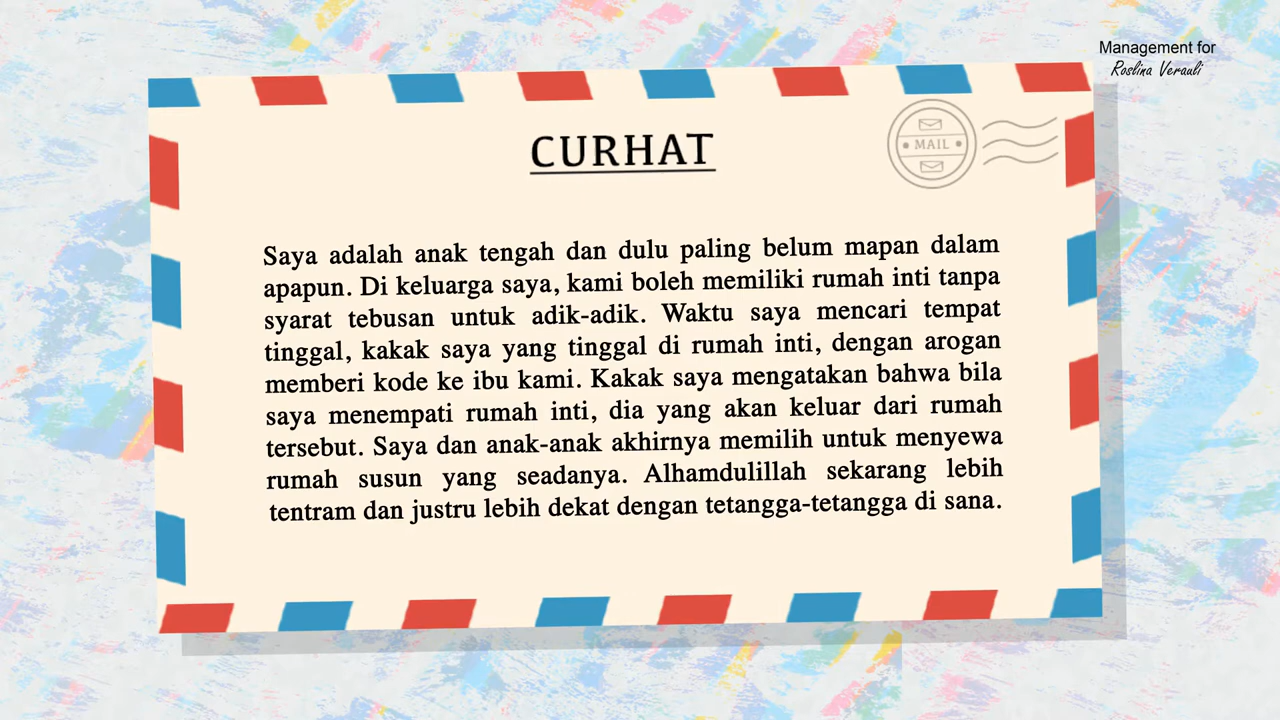 Management for
Roslina Verauli
CURHAT
MAIL
Saya adalah anak tengah dan dulu paling belum mapan dalam
apapun. Di keluarga saya, kami boleh memiliki rumah inti tanpa
syarat tebusan untuk adik-adik. Waktu saya mencari tempat
tinggal, kakak saya yang tinggal di rumah inti, dengan arogan
memberi kode ke ibu kami. Kakak saya mengatakan bahwa bila
saya menempati rumah inti, dia yang akan keluar dari rumah
tersebut. Saya dan anak-anak akhirnya memilih untuk menyewa
rumah susun yang seadanya. Alhamdulillah sekarang lebih
tentram dan justru lebih dekat dengan tetangga-tetangga di sana.